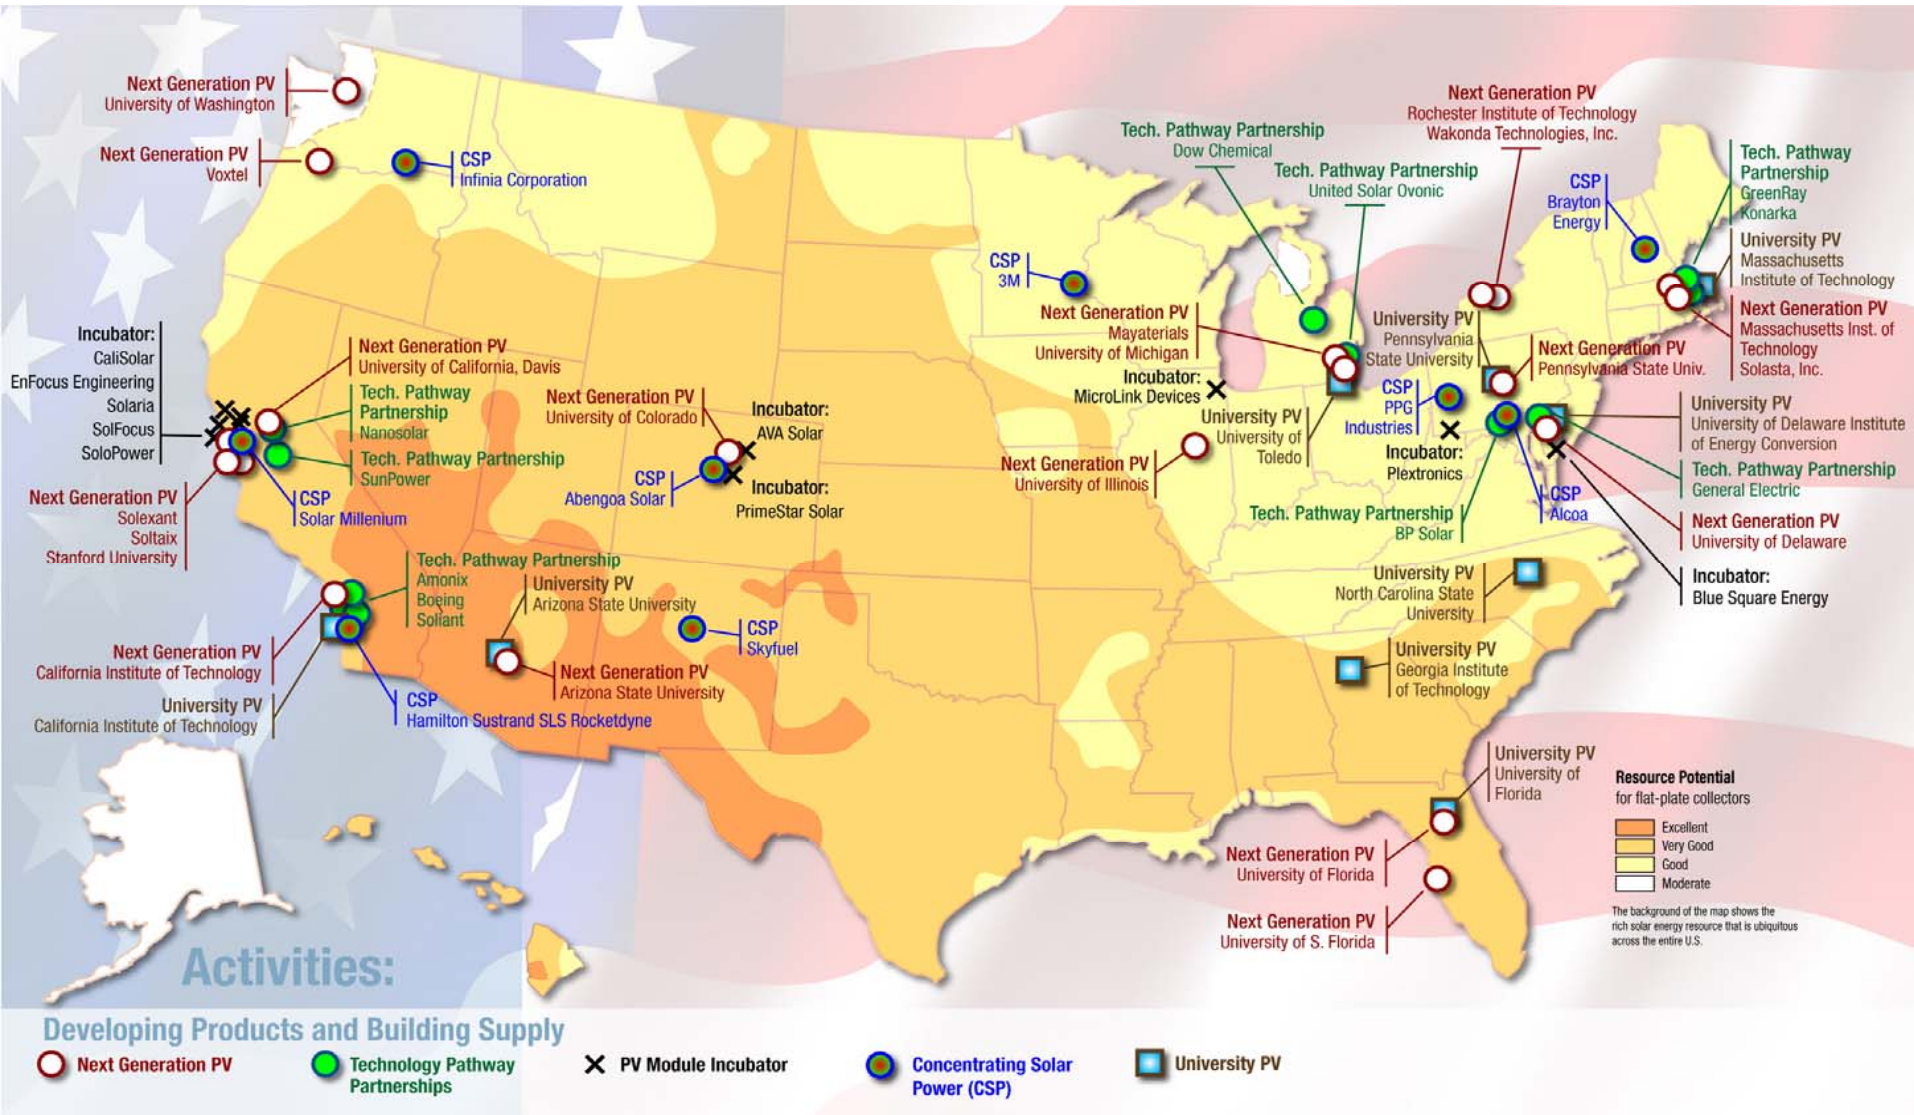 Next Generation PV
University of Washington
Next Generation PV
Voxtel
CSP
Infinia Corporation
Tech. Pathway Partnership
Dow Chemical
Tech. Pathway Partnership
United Solar Ovonic
Next Generation PV
Rochester Institute of Technology
Wakonda Technologies, Inc.
CSP
Brayton
Energy
Tech. Pathway
Partnership
GreenRay
Konarka
University PV
Massachusetts
Institute of Technology
Next Generation PV
Massachusetts Inst. of
Technology
Solasta, Inc.
CSP
3M
Next Generation PV
Mayaterials
University of Michigan
Incubator:
MicroLink Devices
University PV
Pennsylvania
State University
Next Generation PV
Pennsylvania State Univ.
CSP
PPG
Industries
Incubator:
Plextronics
University PV
University of
Toledo
Next Generation PV
University of Illinois
Tech. Pathway Partnership
BP Solar
CSP
Alcoa
University PV
University of Delaware Institute
of Energy Conversion
Tech. Pathway Partnership
General Electric
Next Generation PV
University of Delaware
Incubator:
Blue Square Energy
Incubator:
CaliSolar
EnFocus Engineering
Solaria
SolFocus
SoloPower
Next Generation PV
University of California, Davis
Tech. Pathway
Partnership
Nanosolar
Tech. Pathway Partnership
SunPower
Next Generation PV
Solexant
Soltaix
Stanford University
CSP
Solar Millenium
Next Generation PV
University of Colorado
Incubator:
AVA Solar
CSP
Abengoa Solar
Incubator:
PrimeStar Solar
Tech. Pathway Partnership
Amonix
Boeing
Soliant
University PV
Arizona State University
CSP
Skyfuel
Next Generation PV
Arizona State University
Next Generation PV
California Institute of Technology
University PV
California Institute of Technology
CSP
Hamilton Sustrand SLS Rocketdyne
University PV
North Carolina State
University
University PV
Georgia Institute
of Technology
University PV
University of
Florida
Next Generation PV
University of Florida
Next Generation PV
University of S. Florida
Resource Potential
for flat-plate collectors
Excellent
Very Good
Good
Moderate
The background of the map shows the
rich solar energy resource that is ubiquitous
across the entire U.S.
Activities:
Developing Products and Building Supply
Next Generation PV
Technology Pathway
Partnerships
PV Module Incubator
Concentrating Solar
Power (CSP)
University PV